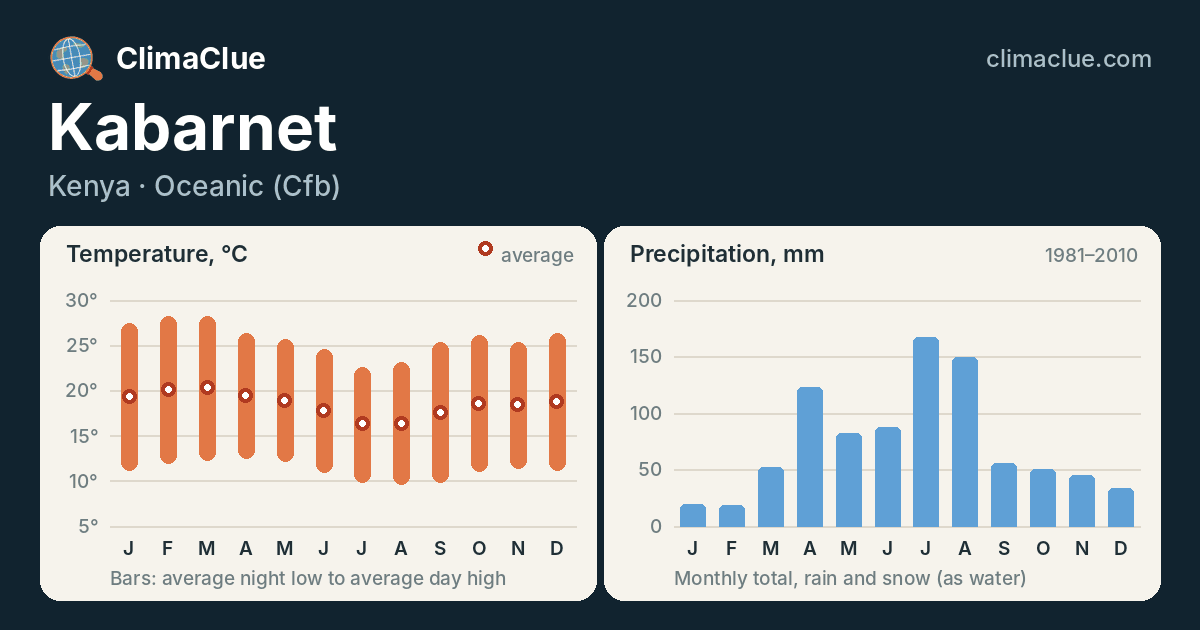 ClimaClue
climaclue.com
Kabarnet
Kenya · Oceanic (Cfb)
Temperature, °C
average
30°
25°
20°
15°
10°
5°
J F M A M J J A S O N D
Bars: average night low to average day high
Precipitation, mm
1981–2010
200
150
100
50
0
J F M A M J J A S O N D
Monthly total, rain and snow (as water)